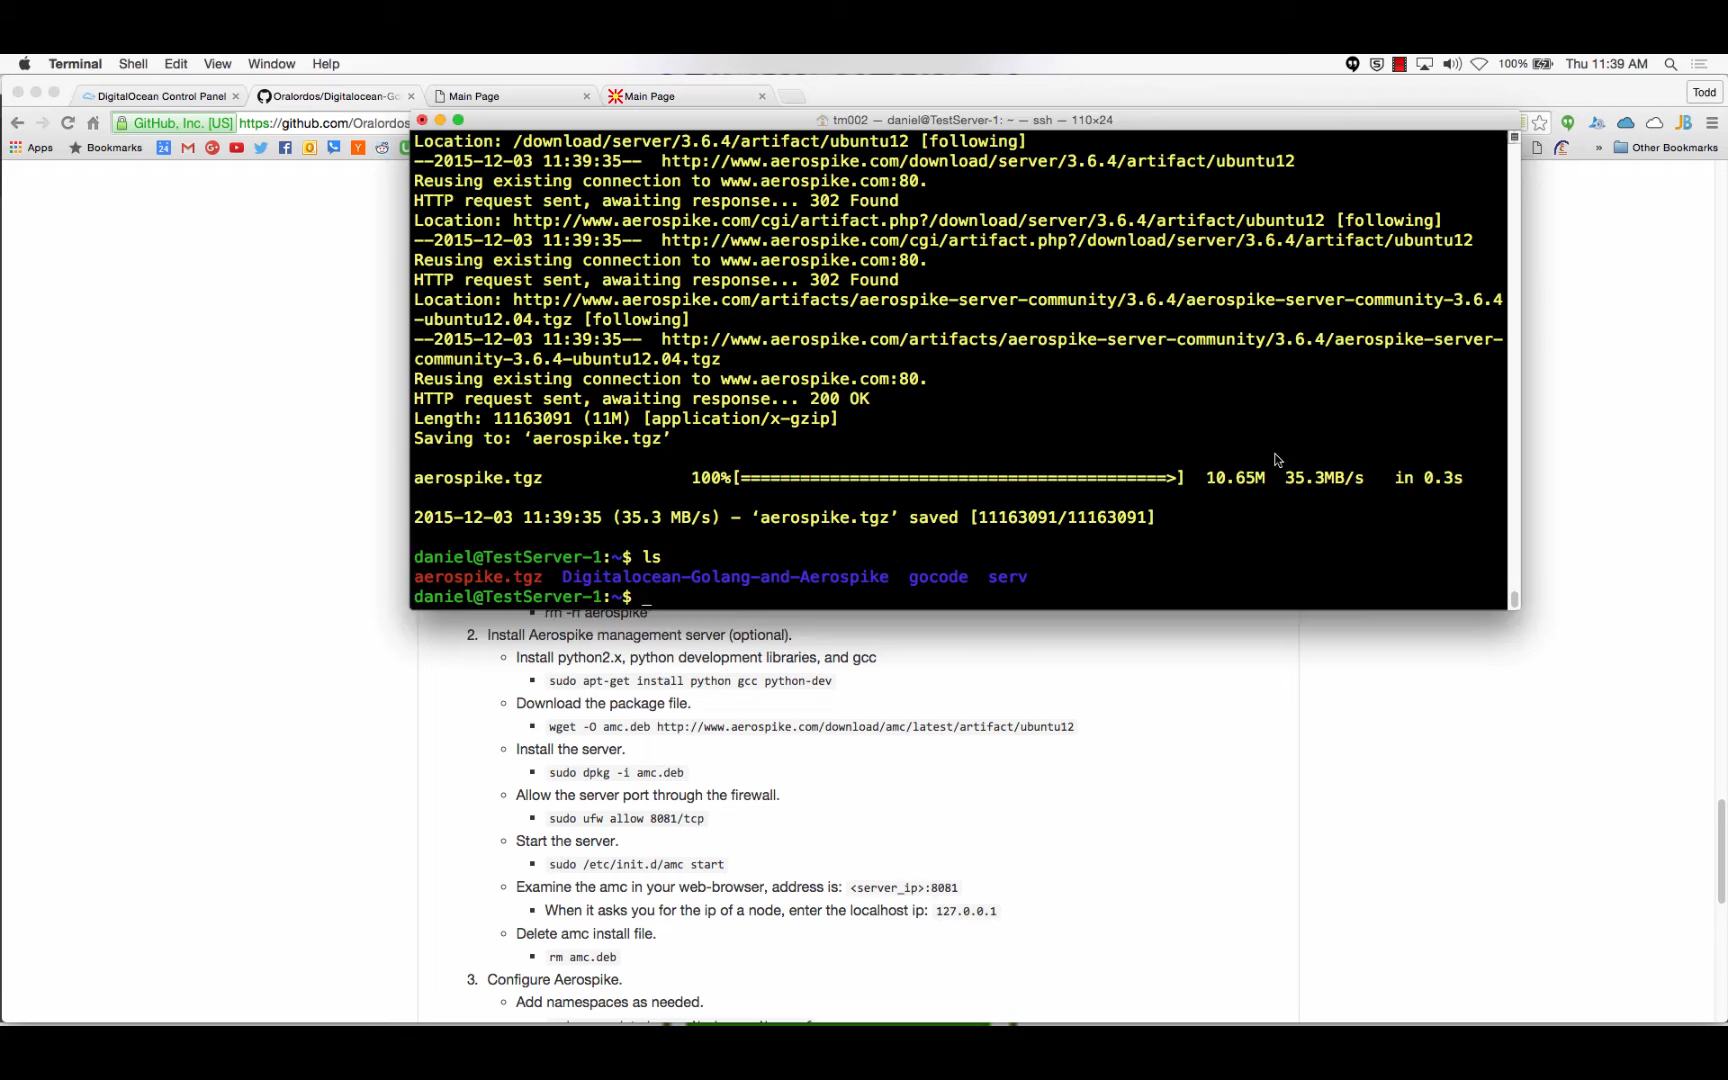 Terminal Shell Edit View Window Help 100% Thu 11:39 AM
DigitalOcean Control Panel Oralordos/Digitalocean-Go Main Page Main Page Todd
GitHub, Inc. [US] https://github.com/Oralordos
tm002 — daniel@TestServer-1: ~ — ssh — 110×24
Apps Bookmarks 24 » Other Bookmarks
Location: /download/server/3.6.4/artifact/ubuntu12 [following]
--2015-12-03 11:39:35-- http://www.aerospike.com/download/server/3.6.4/artifact/ubuntu12
Reusing existing connection to www.aerospike.com:80.
HTTP request sent, awaiting response... 302 Found
Location: http://www.aerospike.com/cgi/artifact.php?/download/server/3.6.4/artifact/ubuntu12 [following]
--2015-12-03 11:39:35-- http://www.aerospike.com/cgi/artifact.php?/download/server/3.6.4/artifact/ubuntu12
Reusing existing connection to www.aerospike.com:80.
HTTP request sent, awaiting response... 302 Found
Location: http://www.aerospike.com/artifacts/aerospike-server-community/3.6.4/aerospike-server-community-3.6.4
-ubuntu12.04.tgz [following]
--2015-12-03 11:39:35-- http://www.aerospike.com/artifacts/aerospike-server-community/3.6.4/aerospike-server-
community-3.6.4-ubuntu12.04.tgz
Reusing existing connection to www.aerospike.com:80.
HTTP request sent, awaiting response... 200 OK
Length: 11163091 (11M) [application/x-gzip]
Saving to: ‘aerospike.tgz’
aerospike.tgz 100%[===========================================>] 10.65M 35.3MB/s in 0.3s
2015-12-03 11:39:35 (35.3 MB/s) - ‘aerospike.tgz’ saved [11163091/11163091]
daniel@TestServer-1:~$ ls
aerospike.tgz Digitalocean-Golang-and-Aerospike gocode serv
daniel@TestServer-1:~$ _
rm -rf aerospike
2. Install Aerospike management server (optional).
Install python2.x, python development libraries, and gcc
sudo apt-get install python gcc python-dev
Download the package file.
wget -O amc.deb http://www.aerospike.com/download/amc/latest/artifact/ubuntu12
Install the server.
sudo dpkg -i amc.deb
Allow the server port through the firewall.
sudo ufw allow 8081/tcp
Start the server.
sudo /etc/init.d/amc start
Examine the amc in your web-browser, address is: <server_ip>:8081
When it asks you for the ip of a node, enter the localhost ip: 127.0.0.1
Delete amc install file.
rm amc.deb
3. Configure Aerospike.
Add namespaces as needed.